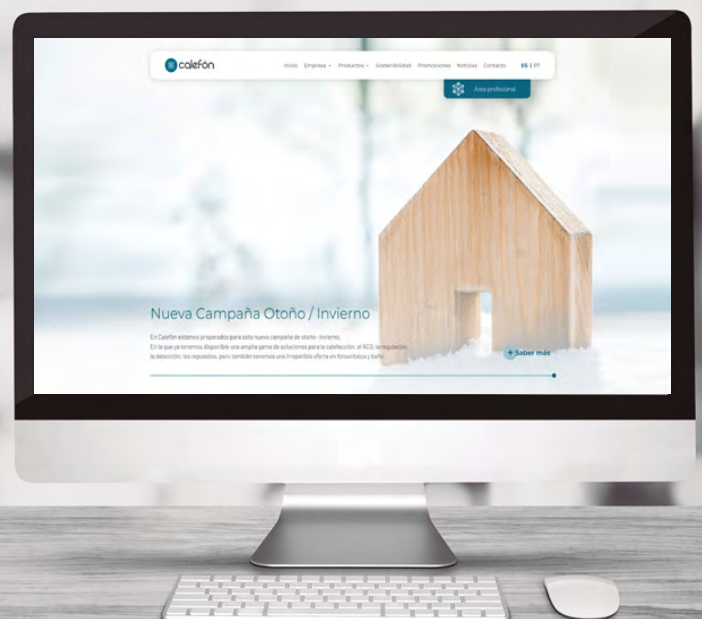 calefón
Inicio Empresa Productos Sostenibilidad Promociones Noticias Contacto ES | PT
Área profesional
Nueva Campaña Otoño / Invierno
En Calefón estamos preparados para esta nueva campaña de otoño- invierno.
En la que ya tenemos disponible una amplia gama de soluciones para la calefacción, el ACS, la regulación,
la detección, los repuestos, pero también tenemos una irrepatible oferta en fotovoltaica y baño.
+ Saber más